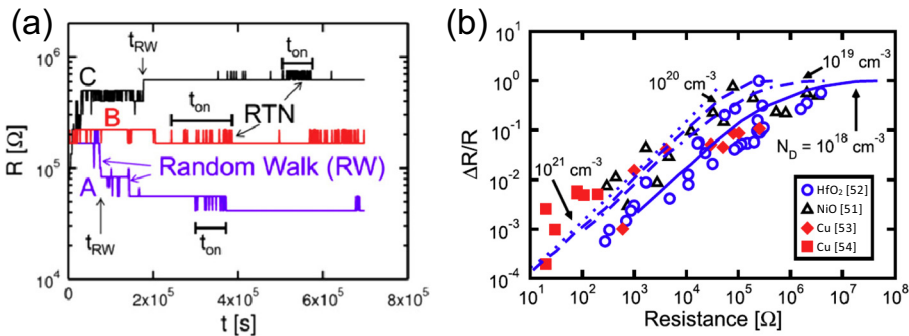 (a)
R [Ω]
10⁶
10⁵
10⁴
t_RW
C
B
A
t_on
t_on
RTN
Random Walk (RW)
t_RW
t_on
0
2x10⁵
4x10⁵
6x10⁵
8x10⁵
t [s]
(b)
ΔR/R
10¹
10⁰
10⁻¹
10⁻²
10⁻³
10⁻⁴
10¹⁹ cm⁻³
10²⁰ cm⁻³
10²¹ cm⁻³
N_D = 10¹⁸ cm⁻³
HfO₂ [52]
NiO [51]
Cu [53]
Cu [54]
10¹
10²
10³
10⁴
10⁵
10⁶
10⁷
10⁸
Resistance [Ω]